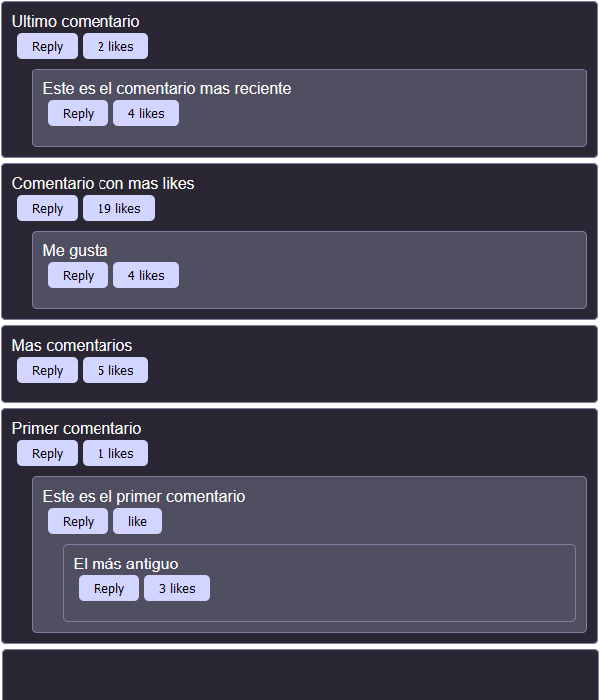 Ultimo comentario
Reply 2 likes
Este es el comentario mas reciente
Reply 4 likes
Comentario con mas likes
Reply 19 likes
Me gusta
Reply 4 likes
Mas comentarios
Reply 5 likes
Primer comentario
Reply 1 likes
Este es el primer comentario
Reply like
El más antiguo
Reply 3 likes